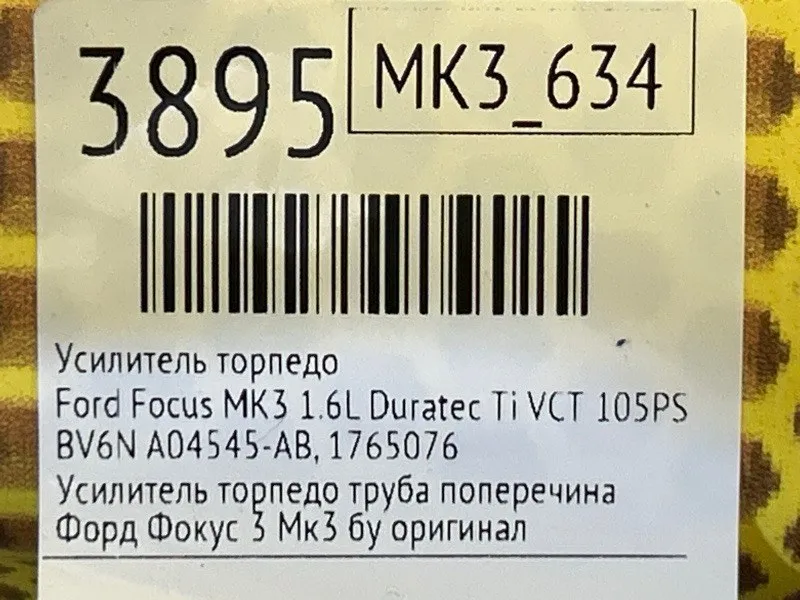 3895
MK3_634
Усилитель торпедо
Ford Focus MK3 1.6L Duratec Ti VCT 105PS
BV6N A04545-AB, 1765076
Усилитель торпедо труба поперечина
Форд Фокус 3 Мк3 бу оригинал